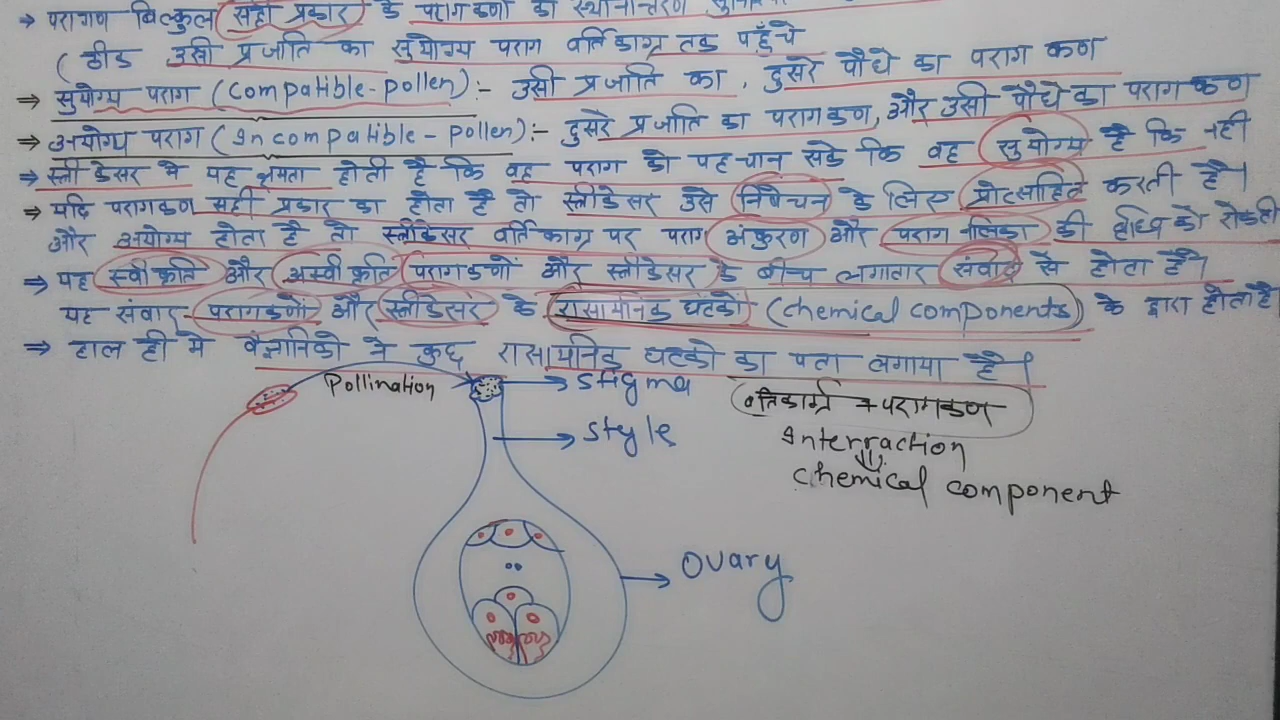 → परागण बिल्कुल सही प्रकार के परागकणों का स्थानान्तरण
( ठीक उसी प्रजाति का सुयोग्य पराग वर्तिकाग्र तक पहुँचे
⇒ सुयोग्य पराग (Compatible-pollen):- उसी प्रजाति का, दुसरे पौधे का पराग कण
⇒ अयोग्य पराग (Incompatible-pollen):- दुसरे प्रजाति का परागकण, और उसी पौधे का परागकण
⇒ स्त्रीकेसर मे यह क्षमता होती है कि वह पराग को पहचान सके कि वह सुयोग्य है कि नही
⇒ यदि परागकण सही प्रकार का होता है तो स्त्रीकेसर उसे निषेचन के लिए प्रोत्साहित करती है।
और अयोग्य होता है तो स्त्रीकेसर वर्तिकाग्र पर पराग अंकुरण और पराग नलिका की वृध्दि को रोकती
⇒ यह स्वीकृति और अस्वीकृति परागकणों और स्त्रीकेसर के बीच लगातार संवाद से होता है।
यह संवाद परागकणों और स्त्रीकेसर के रासायनिक घटकों (chemical components) के द्वारा होता है
⇒ हाल ही मे वैज्ञानिकों ने कुछ रासायनिक घटको का पता लगाया है।
Pollination
stigma
वर्तिकाग्र + परागकण
style
Interraction
chemical component
Ovary